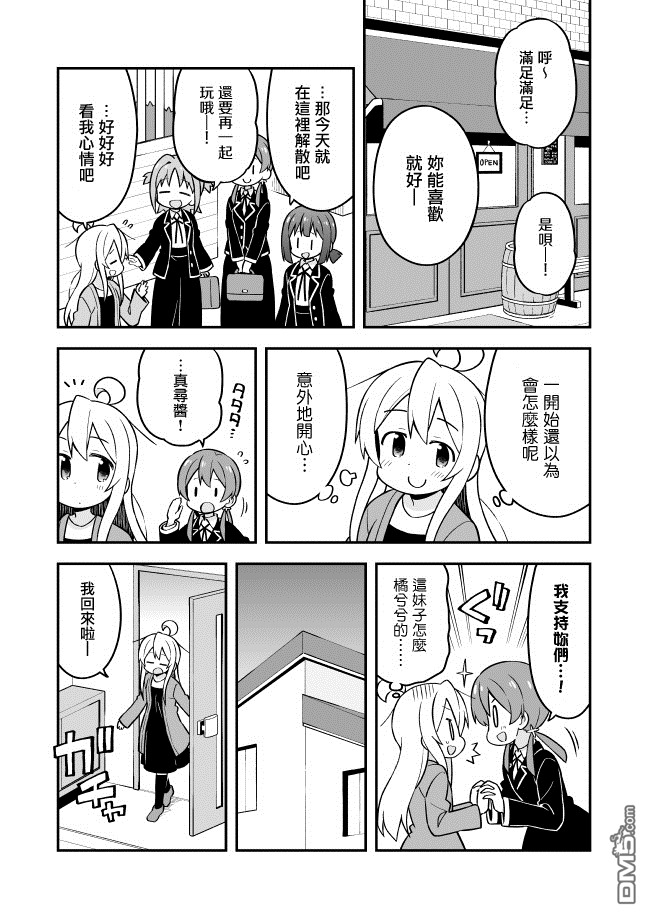 呼～
滿足滿足…
OPEN
是唄──！
妳能喜歡
就好─
…那今天就
在這裡解散吧
還要再一起
玩哦─！
…好好好
看我心情吧
一開始還以為
會怎麼樣呢
意外地開心…
…真尋醬！
我支持妳們…！
這妹子怎麼
橘兮兮的……
我回來啦─
ガチャ
DM5.com